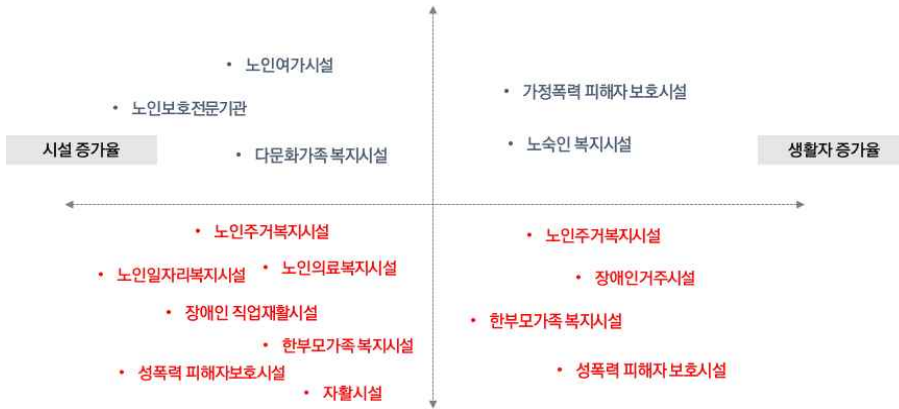 • 노인여가시설
• 노인보호전문기관
시설 증가율
• 다문화가족 복지시설
• 가정폭력 피해자 보호시설
• 노숙인 복지시설
생활자 증가율
• 노인주거복지시설
• 노인일자리복지시설
• 노인의료복지시설
• 장애인 직업재활시설
• 한부모가족 복지시설
• 성폭력 피해자보호시설
• 자활시설
• 노인주거복지시설
• 장애인거주시설
• 한부모가족 복지시설
• 성폭력 피해자 보호시설